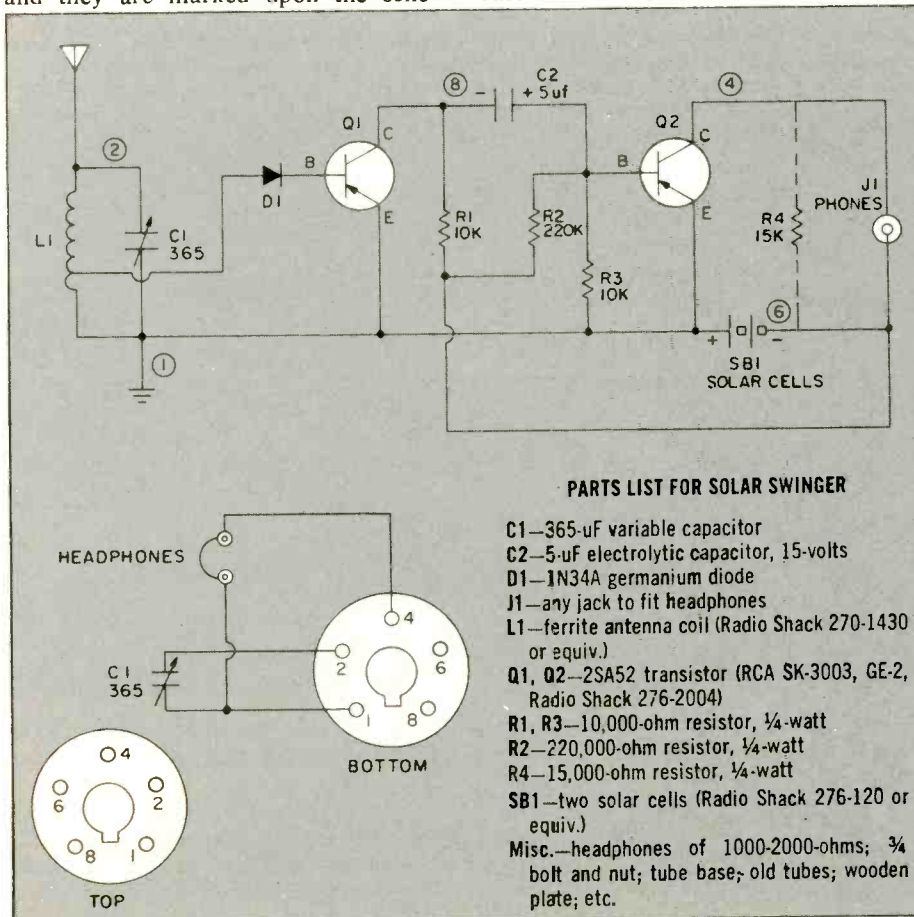 and they are marked upon the
8
C2
- + 5uf
4
Q1
Q2
C
C
2
B
B
D1
E
E
L1
C1
365
R1
10K
R2
220K
R3
10K
R4
15K
J1
PHONES
6
+ -
SB1
SOLAR CELLS
1
HEADPHONES
C1
365
4
2
6
1
8
BOTTOM
4
6
2
8
1
TOP
PARTS LIST FOR SOLAR SWINGER
C1—365-uF variable capacitor
C2—5-uF electrolytic capacitor, 15-volts
D1—1N34A germanium diode
J1—any jack to fit headphones
L1—ferrite antenna coil (Radio Shack 270-1430
or equiv.)
Q1, Q2—2SA52 transistor (RCA SK-3003, GE-2,
Radio Shack 276-2004)
R1, R3—10,000-ohm resistor, ¼-watt
R2—220,000-ohm resistor, ¼-watt
R4—15,000-ohm resistor, ¼-watt
SB1—two solar cells (Radio Shack 276-120 or
equiv.)
Misc.—headphones of 1000-2000-ohms; ¾
bolt and nut; tube base; old tubes; wooden
plate; etc.